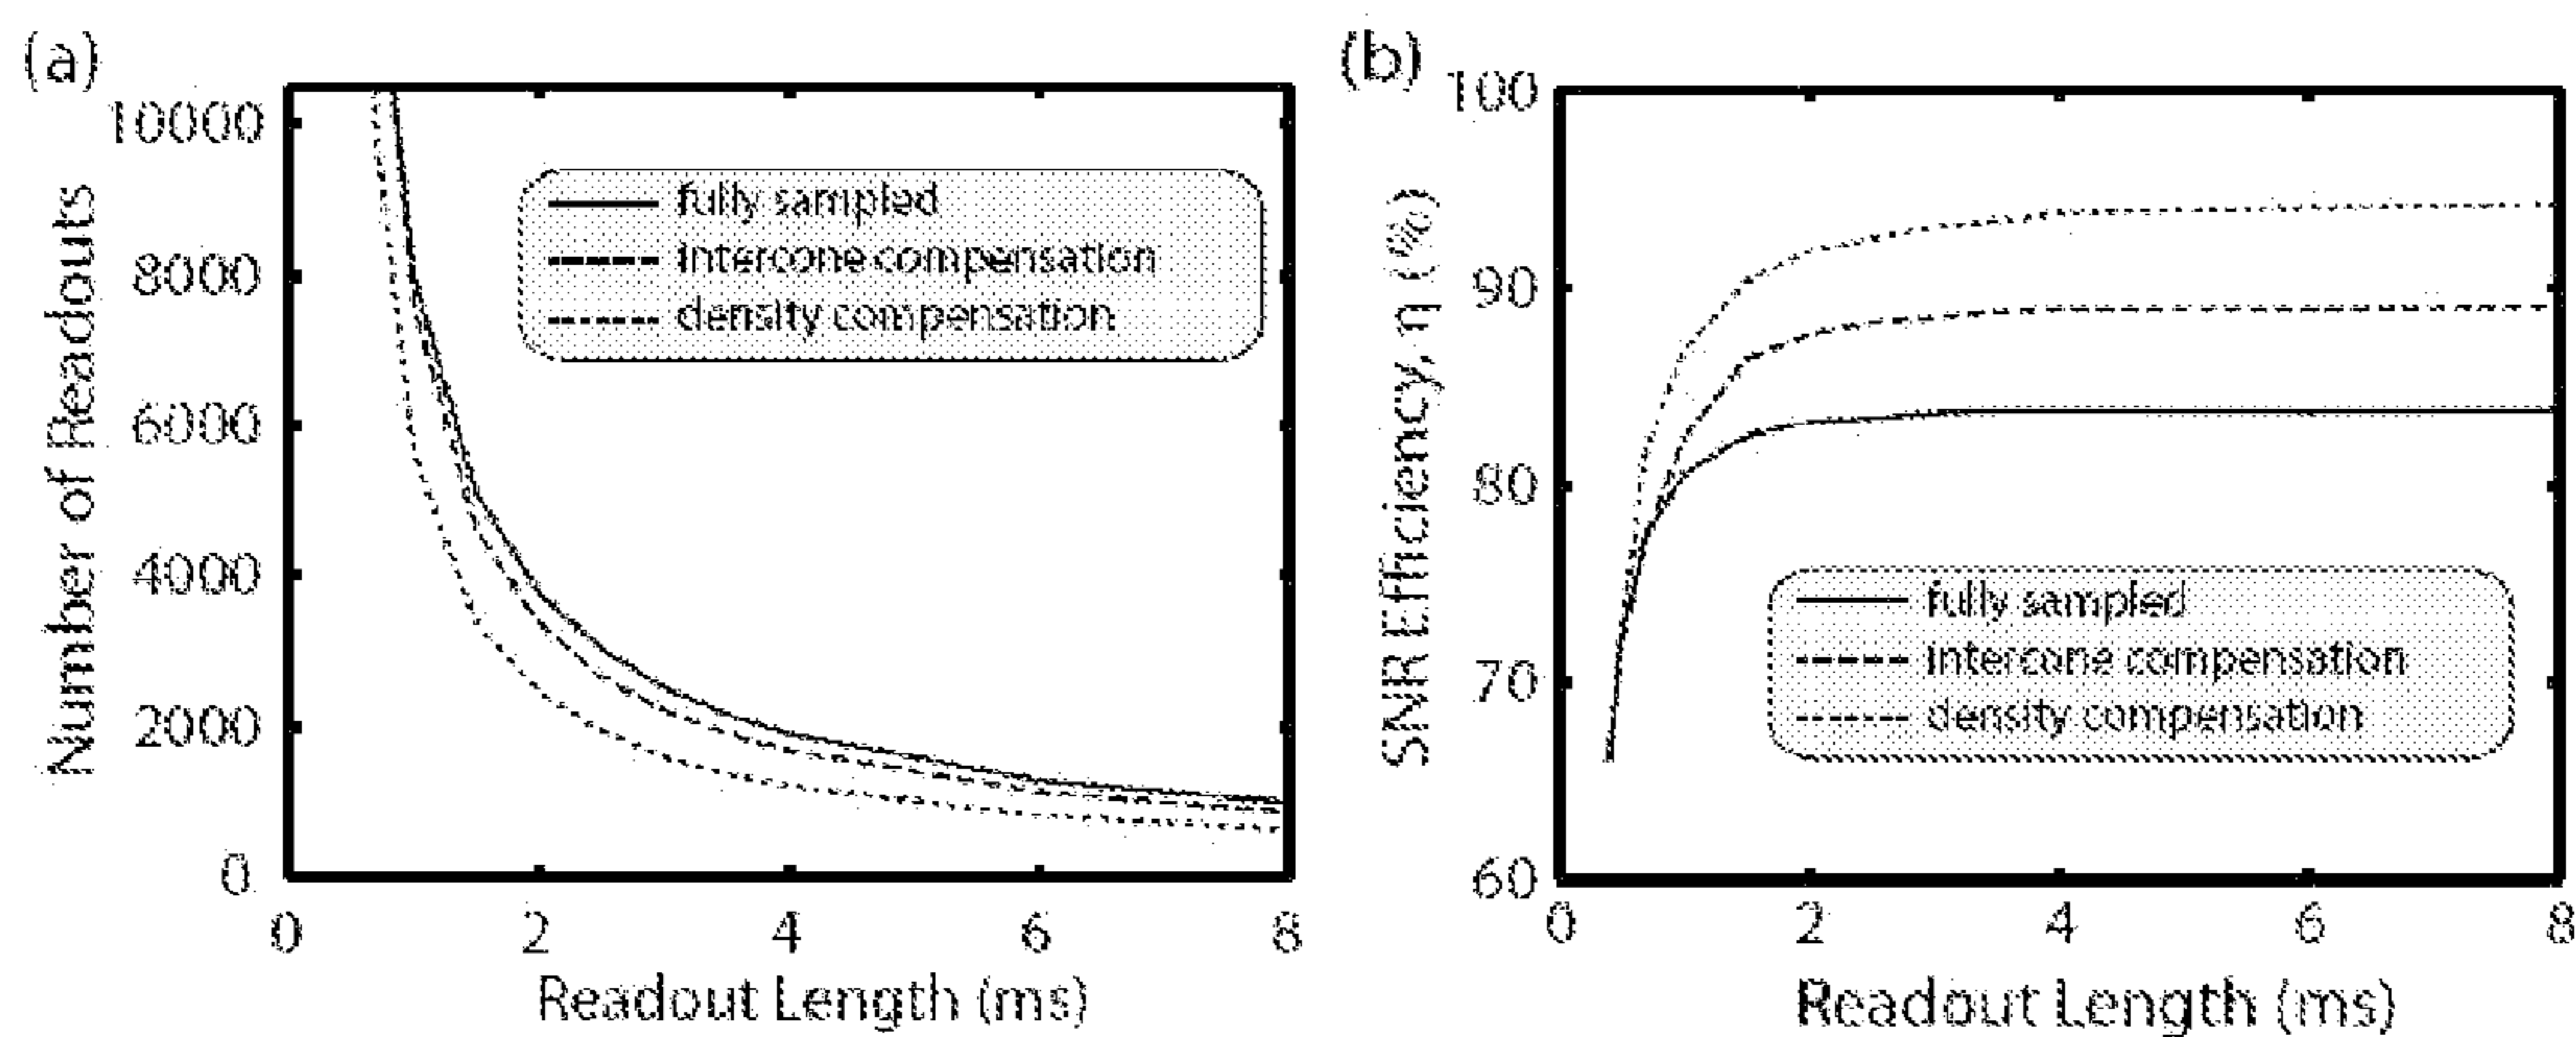 (a)
10000
8000
6000
4000
2000
0
Number of Readouts
fully sampled
intercone compensation
density compensation
0 2 4 6 8
Readout Length (ms)
(b)
100
90
80
70
60
SNR Efficiency, η (%)
fully sampled
intercone compensation
density compensation
0 2 4 6 8
Readout Length (ms)